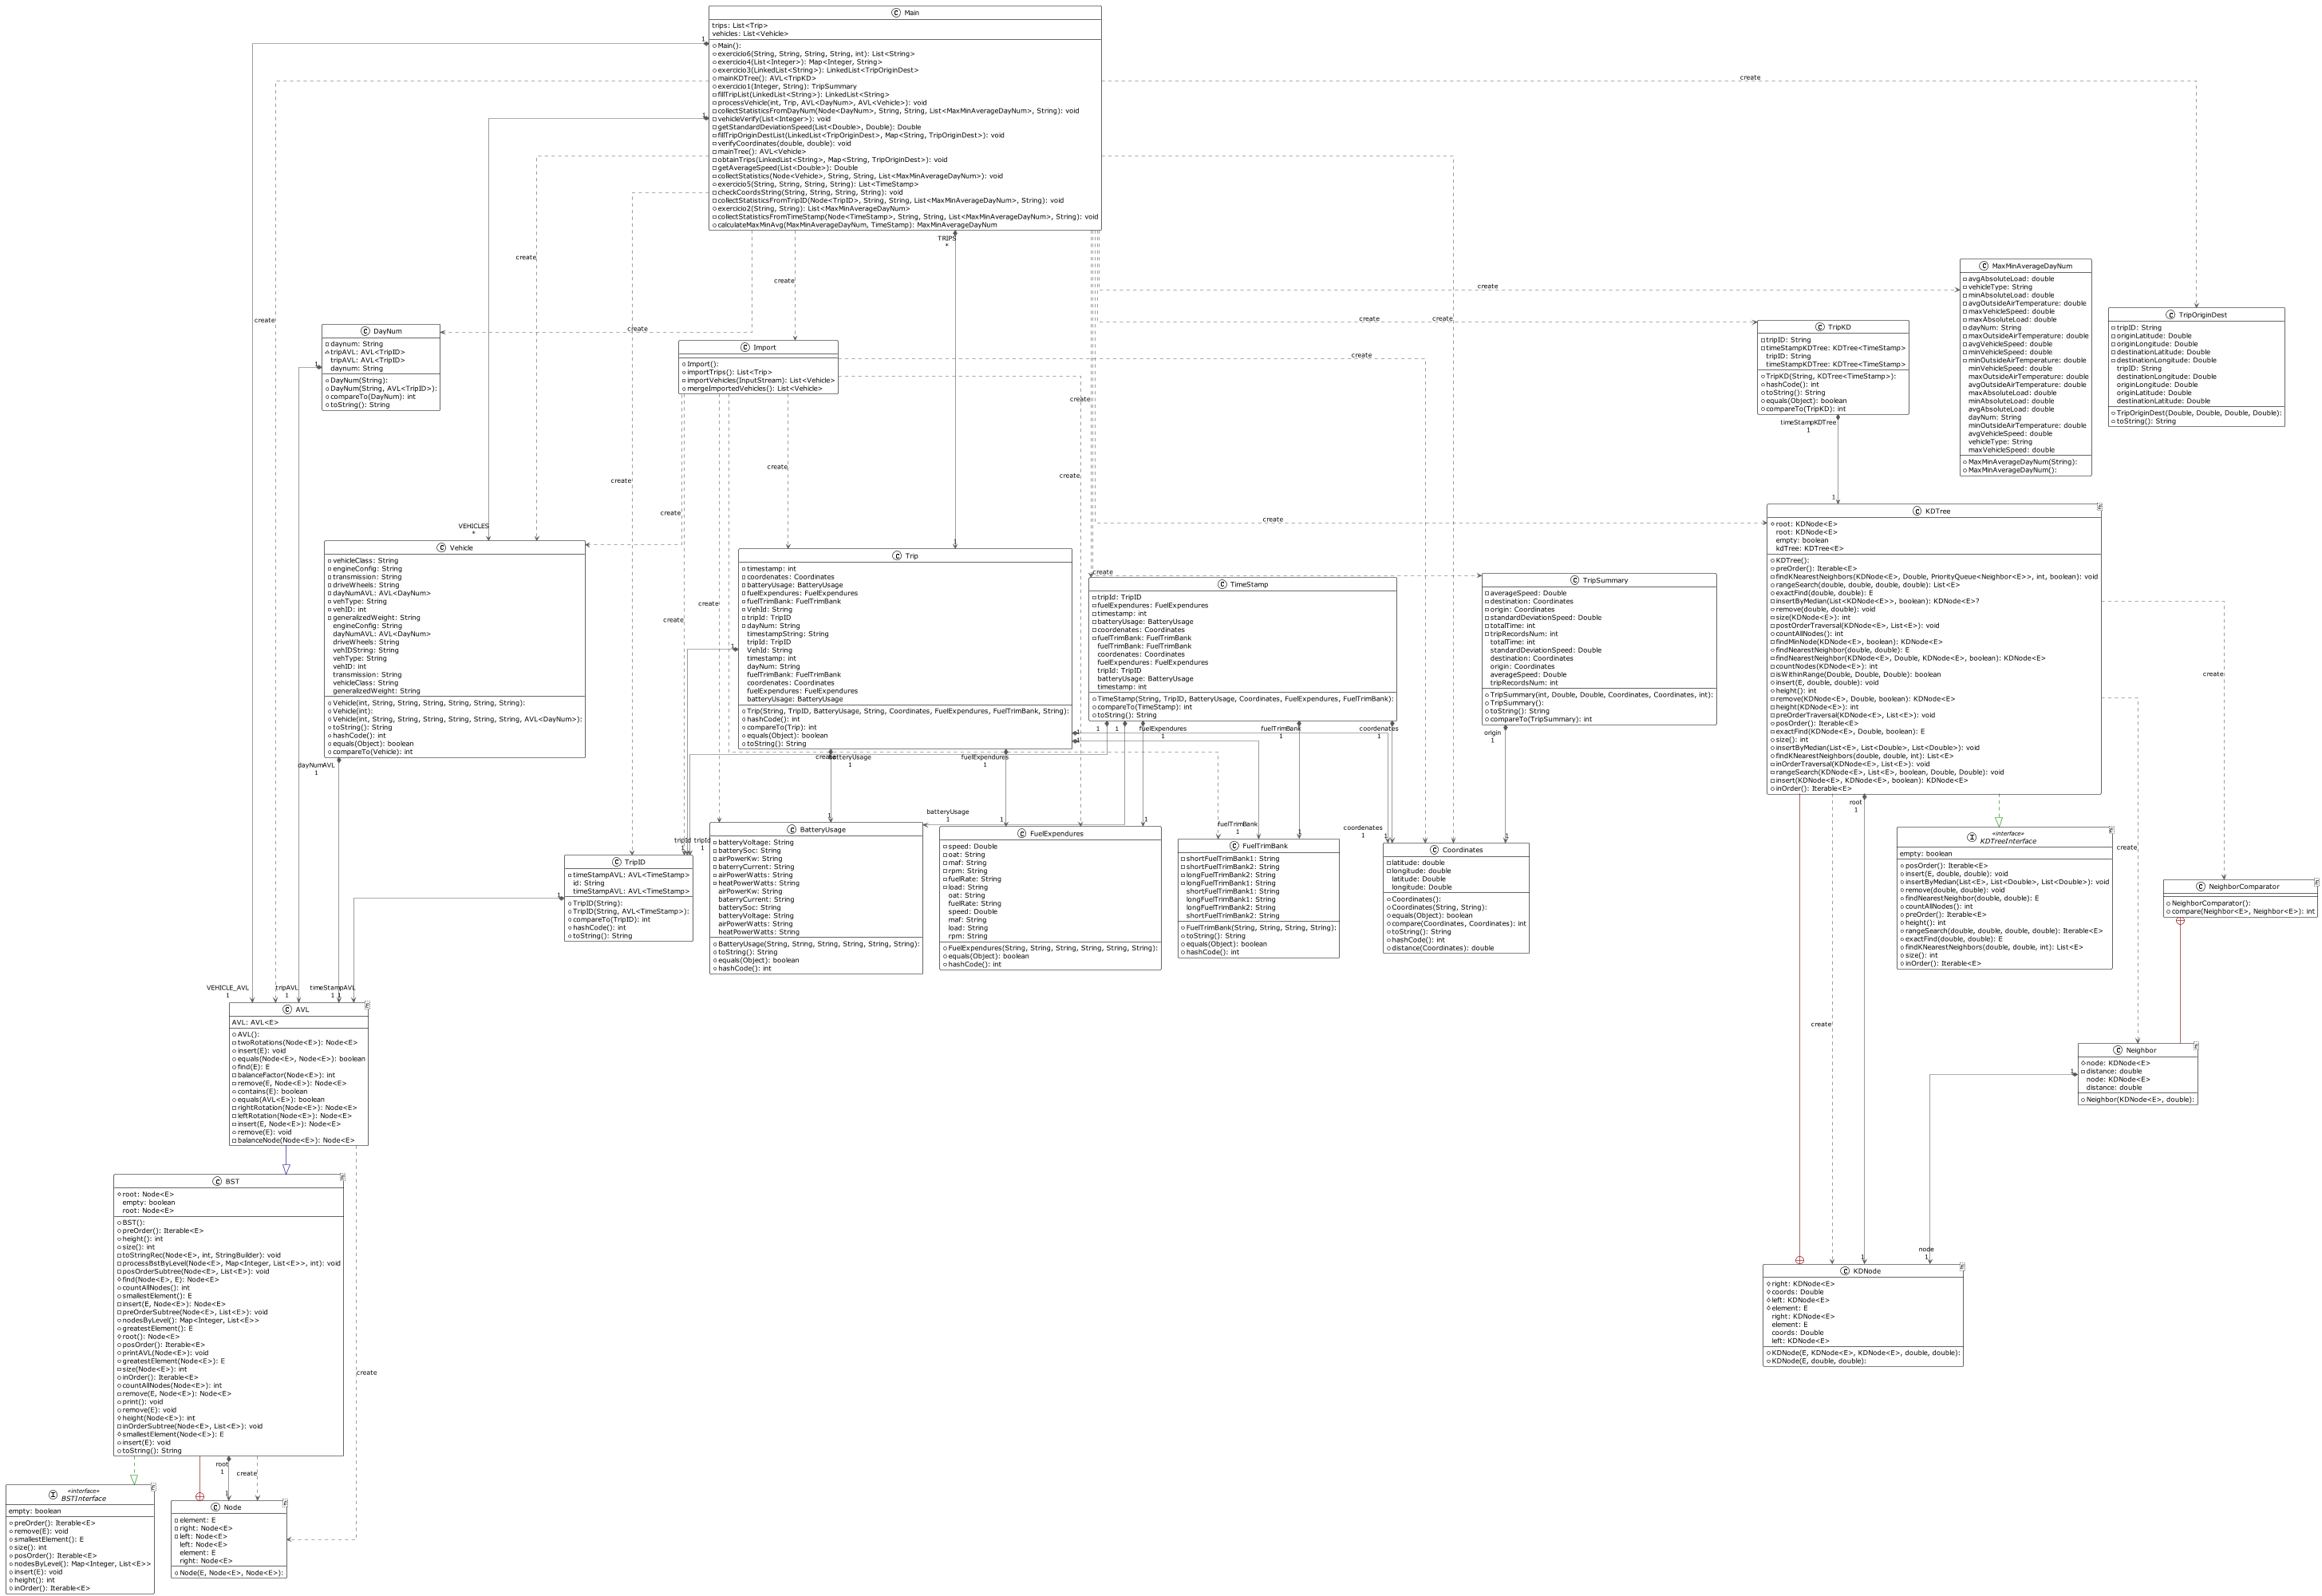 Main
trips: List<Trip>
vehicles: List<Vehicle>
Main():
exercicio6(String, String, String, String, int): List<String>
exercicio4(List<Integer>): Map<Integer, String>
exercicio3(LinkedList<String>): LinkedList<TripOriginDest>
mainKDTree(): AVL<TripKD>
exercicio1(Integer, String): TripSummary
fillTripList(LinkedList<String>): LinkedList<String>
processVehicle(int, Trip, AVL<DayNum>, AVL<Vehicle>): void
collectStatisticsFromDayNum(Node<DayNum>, String, String, List<MaxMinAverageDayNum>, String): void
vehicleVerify(List<Integer>): void
getStandardDeviationSpeed(List<Double>, Double): Double
fillTripOriginDestList(LinkedList<TripOriginDest>, Map<String, TripOriginDest>): void
verifyCoordinates(double, double): void
mainTree(): AVL<Vehicle>
obtainTrips(LinkedList<String>, Map<String, TripOriginDest>): void
getAverageSpeed(List<Double>): Double
collectStatistics(Node<Vehicle>, String, String, List<MaxMinAverageDayNum>): void
exercicio5(String, String, String, String): List<TimeStamp>
checkCoordsString(String, String, String, String): void
collectStatisticsFromTripID(Node<TripID>, String, String, List<MaxMinAverageDayNum>, String): void
exercicio2(String, String): List<MaxMinAverageDayNum>
collectStatisticsFromTimeStamp(Node<TimeStamp>, String, String, List<MaxMinAverageDayNum>, String): void
calculateMaxMinAvg(MaxMinAverageDayNum, TimeStamp): MaxMinAverageDayNum
1
1
TRIPS
*
create
create
create
create
create
create
create
create
create
DayNum
daynum: String
tripAVL: AVL<TripID>
tripAVL: AVL<TripID>
daynum: String
DayNum(String):
DayNum(String, AVL<TripID>):
compareTo(DayNum): int
toString(): String
1
Import
Import():
importTrips(): List<Trip>
importVehicles(InputStream): List<Vehicle>
mergeImportedVehicles(): List<Vehicle>
create
create
TripKD
tripID: String
timeStampKDTree: KDTree<TimeStamp>
tripID: String
timeStampKDTree: KDTree<TimeStamp>
TripKD(String, KDTree<TimeStamp>):
hashCode(): int
toString(): String
equals(Object): boolean
compareTo(TripKD): int
timeStampKDTree
1
1
MaxMinAverageDayNum
avgAbsoluteLoad: double
vehicleType: String
minAbsoluteLoad: double
avgOutsideAirTemperature: double
maxVehicleSpeed: double
maxAbsoluteLoad: double
dayNum: String
maxOutsideAirTemperature: double
avgVehicleSpeed: double
minVehicleSpeed: double
minOutsideAirTemperature: double
minVehicleSpeed: double
maxOutsideAirTemperature: double
avgOutsideAirTemperature: double
maxAbsoluteLoad: double
minAbsoluteLoad: double
avgAbsoluteLoad: double
dayNum: String
minOutsideAirTemperature: double
avgVehicleSpeed: double
vehicleType: String
maxVehicleSpeed: double
MaxMinAverageDayNum(String):
MaxMinAverageDayNum():
TripOriginDest
tripID: String
originLatitude: Double
originLongitude: Double
destinationLatitude: Double
destinationLongitude: Double
tripID: String
destinationLongitude: Double
originLongitude: Double
originLatitude: Double
destinationLatitude: Double
TripOriginDest(Double, Double, Double, Double):
toString(): String
create
create
create
create
create
VEHICLES
*
Vehicle
vehicleClass: String
engineConfig: String
transmission: String
driveWheels: String
dayNumAVL: AVL<DayNum>
vehType: String
vehID: int
generalizedWeight: String
engineConfig: String
dayNumAVL: AVL<DayNum>
driveWheels: String
vehIDString: String
vehType: String
vehID: int
transmission: String
vehicleClass: String
generalizedWeight: String
Vehicle(int, String, String, String, String, String, String):
Vehicle(int):
Vehicle(int, String, String, String, String, String, String, AVL<DayNum>):
toString(): String
hashCode(): int
equals(Object): boolean
compareTo(Vehicle): int
dayNumAVL
1
create
create
1
Trip
timestamp: int
coordenates: Coordinates
batteryUsage: BatteryUsage
fuelExpendures: FuelExpendures
fuelTrimBank: FuelTrimBank
VehId: String
tripId: TripID
dayNum: String
timestampString: String
tripId: TripID
VehId: String
timestamp: int
dayNum: String
fuelTrimBank: FuelTrimBank
coordenates: Coordinates
fuelExpendures: FuelExpendures
batteryUsage: BatteryUsage
Trip(String, TripID, BatteryUsage, String, Coordinates, FuelExpendures, FuelTrimBank, String):
hashCode(): int
compareTo(Trip): int
equals(Object): boolean
toString(): String
1
1
1
create
batteryUsage
1
fuelExpendures
1
create
TimeStamp
tripId: TripID
fuelExpendures: FuelExpendures
timestamp: int
batteryUsage: BatteryUsage
coordenates: Coordinates
fuelTrimBank: FuelTrimBank
fuelTrimBank: FuelTrimBank
coordenates: Coordinates
fuelExpendures: FuelExpendures
tripId: TripID
batteryUsage: BatteryUsage
timestamp: int
TimeStamp(String, TripID, BatteryUsage, Coordinates, FuelExpendures, FuelTrimBank):
compareTo(TimeStamp): int
toString(): String
1
1
fuelExpendures
1
fuelTrimBank
1
coordenates
1
TripSummary
averageSpeed: Double
destination: Coordinates
origin: Coordinates
standardDeviationSpeed: Double
totalTime: int
tripRecordsNum: int
totalTime: int
standardDeviationSpeed: Double
destination: Coordinates
origin: Coordinates
averageSpeed: Double
tripRecordsNum: int
TripSummary(int, Double, Double, Coordinates, Coordinates, int):
TripSummary():
toString(): String
compareTo(TripSummary): int
origin
1
KDTree
E
root: KDNode<E>
root: KDNode<E>
empty: boolean
kdTree: KDTree<E>
KDTree():
preOrder(): Iterable<E>
findKNearestNeighbors(KDNode<E>, Double, PriorityQueue<Neighbor<E>>, int, boolean): void
rangeSearch(double, double, double, double): List<E>
exactFind(double, double): E
insertByMedian(List<KDNode<E>>, boolean): KDNode<E>?
remove(double, double): void
size(KDNode<E>): int
postOrderTraversal(KDNode<E>, List<E>): void
countAllNodes(): int
findMinNode(KDNode<E>, boolean): KDNode<E>
findNearestNeighbor(double, double): E
findNearestNeighbor(KDNode<E>, Double, KDNode<E>, boolean): KDNode<E>
countNodes(KDNode<E>): int
isWithinRange(Double, Double, Double): boolean
insert(E, double, double): void
height(): int
remove(KDNode<E>, Double, boolean): KDNode<E>
height(KDNode<E>): int
preOrderTraversal(KDNode<E>, List<E>): void
posOrder(): Iterable<E>
exactFind(KDNode<E>, Double, boolean): E
size(): int
insertByMedian(List<E>, List<Double>, List<Double>): void
findKNearestNeighbors(double, double, int): List<E>
inOrderTraversal(KDNode<E>, List<E>): void
rangeSearch(KDNode<E>, List<E>, boolean, Double, Double): void
insert(KDNode<E>, KDNode<E>, boolean): KDNode<E>
inOrder(): Iterable<E>
root
1
create
create
tripId
1
tripId
1
TripID
timeStampAVL: AVL<TimeStamp>
id: String
timeStampAVL: AVL<TimeStamp>
TripID(String):
TripID(String, AVL<TimeStamp>):
compareTo(TripID): int
hashCode(): int
toString(): String
1
1
BatteryUsage
batteryVoltage: String
batterySoc: String
airPowerKw: String
baterryCurrent: String
airPowerWatts: String
heatPowerWatts: String
airPowerKw: String
baterryCurrent: String
batterySoc: String
batteryVoltage: String
airPowerWatts: String
heatPowerWatts: String
BatteryUsage(String, String, String, String, String, String):
toString(): String
equals(Object): boolean
hashCode(): int
batteryUsage
1
1
1
FuelExpendures
speed: Double
oat: String
maf: String
rpm: String
fuelRate: String
load: String
oat: String
fuelRate: String
speed: Double
maf: String
load: String
rpm: String
FuelExpendures(String, String, String, String, String, String):
equals(Object): boolean
hashCode(): int
fuelTrimBank
1
1
FuelTrimBank
shortFuelTrimBank1: String
shortFuelTrimBank2: String
longFuelTrimBank2: String
longFuelTrimBank1: String
shortFuelTrimBank1: String
longFuelTrimBank1: String
longFuelTrimBank2: String
shortFuelTrimBank2: String
FuelTrimBank(String, String, String, String):
toString(): String
equals(Object): boolean
hashCode(): int
coordenates
1
1
1
Coordinates
latitude: double
longitude: double
latitude: Double
longitude: Double
Coordinates():
Coordinates(String, String):
equals(Object): boolean
compare(Coordinates, Coordinates): int
toString(): String
hashCode(): int
distance(Coordinates): double
«interface»
KDTreeInterface
E
empty: boolean
posOrder(): Iterable<E>
insert(E, double, double): void
insertByMedian(List<E>, List<Double>, List<Double>): void
remove(double, double): void
findNearestNeighbor(double, double): E
countAllNodes(): int
preOrder(): Iterable<E>
height(): int
rangeSearch(double, double, double, double): Iterable<E>
exactFind(double, double): E
findKNearestNeighbors(double, double, int): List<E>
size(): int
inOrder(): Iterable<E>
NeighborComparator
E
NeighborComparator():
compare(Neighbor<E>, Neighbor<E>): int
VEHICLE_AVL
1
tripAVL
1
timeStampAVL
1
1
AVL
E
AVL: AVL<E>
AVL():
twoRotations(Node<E>): Node<E>
insert(E): void
equals(Node<E>, Node<E>): boolean
find(E): E
balanceFactor(Node<E>): int
remove(E, Node<E>): Node<E>
contains(E): boolean
equals(AVL<E>): boolean
rightRotation(Node<E>): Node<E>
leftRotation(Node<E>): Node<E>
insert(E, Node<E>): Node<E>
remove(E): void
balanceNode(Node<E>): Node<E>
create
create
Neighbor
E
node: KDNode<E>
distance: double
node: KDNode<E>
distance: double
Neighbor(KDNode<E>, double):
1
BST
E
root: Node<E>
empty: boolean
root: Node<E>
BST():
preOrder(): Iterable<E>
height(): int
size(): int
toStringRec(Node<E>, int, StringBuilder): void
processBstByLevel(Node<E>, Map<Integer, List<E>>, int): void
posOrderSubtree(Node<E>, List<E>): void
find(Node<E>, E): Node<E>
countAllNodes(): int
smallestElement(): E
insert(E, Node<E>): Node<E>
preOrderSubtree(Node<E>, List<E>): void
nodesByLevel(): Map<Integer, List<E>>
greatestElement(): E
root(): Node<E>
posOrder(): Iterable<E>
printAVL(Node<E>): void
greatestElement(Node<E>): E
size(Node<E>): int
inOrder(): Iterable<E>
countAllNodes(Node<E>): int
remove(E, Node<E>): Node<E>
print(): void
remove(E): void
height(Node<E>): int
inOrderSubtree(Node<E>, List<E>): void
smallestElement(Node<E>): E
insert(E): void
toString(): String
1
node
1
KDNode
E
right: KDNode<E>
coords: Double
left: KDNode<E>
element: E
right: KDNode<E>
element: E
coords: Double
left: KDNode<E>
KDNode(E, KDNode<E>, KDNode<E>, double, double):
KDNode(E, double, double):
root
1
create
1
«interface»
BSTInterface
E
empty: boolean
preOrder(): Iterable<E>
remove(E): void
smallestElement(): E
size(): int
posOrder(): Iterable<E>
nodesByLevel(): Map<Integer, List<E>>
insert(E): void
height(): int
inOrder(): Iterable<E>
Node
E
element: E
right: Node<E>
left: Node<E>
left: Node<E>
element: E
right: Node<E>
Node(E, Node<E>, Node<E>):